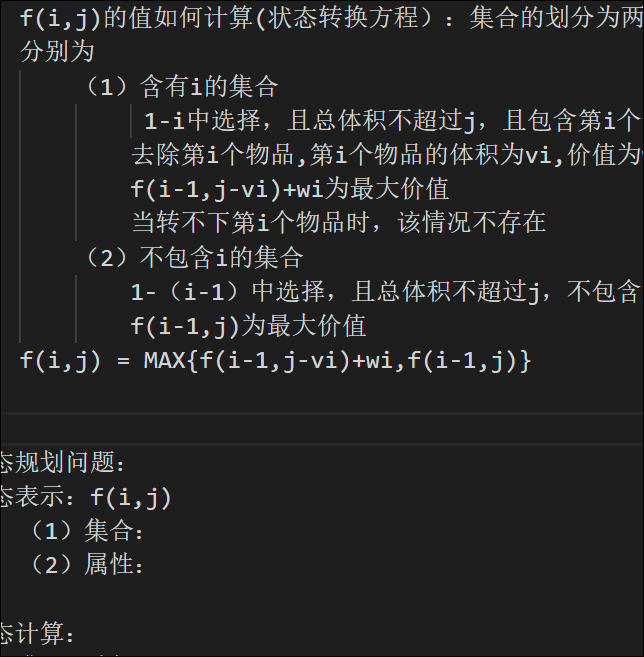 f(i,j)的值如何计算(状态转换方程）：集合的划分为两
分别为
（1）含有i的集合
1-i中选择，且总体积不超过j，且包含第i个
去除第i个物品,第i个物品的体积为vi,价值为
f(i-1,j-vi)+wi为最大价值
当转不下第i个物品时，该情况不存在
（2）不包含i的集合
1-（i-1）中选择，且总体积不超过j，不包含
f(i-1,j)为最大价值
f(i,j) = MAX{f(i-1,j-vi)+wi,f(i-1,j)}
态规划问题：
态表示：f(i,j)
（1）集合：
（2）属性：
态计算：